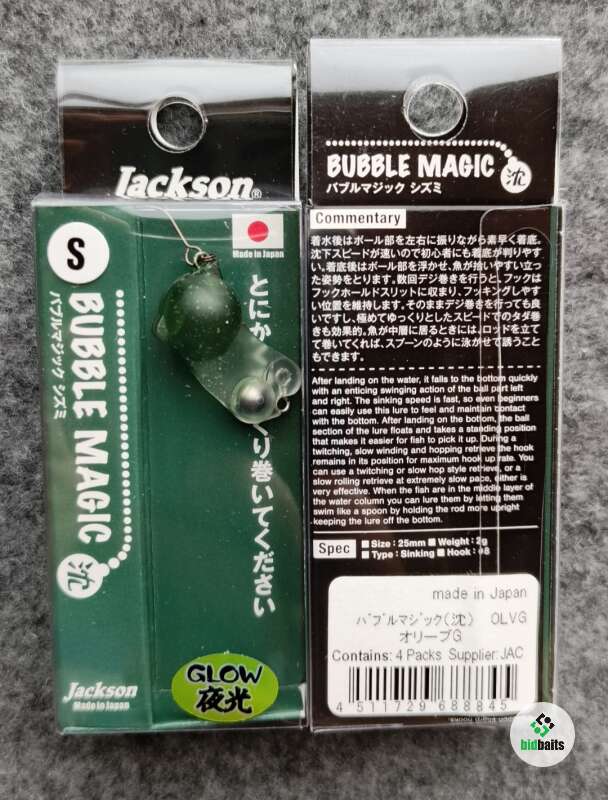 Jackson®
S
Made in Japan
BUBBLE MAGIC 沈
バブルマジック シズミ
とにか
くり巻いてください
GLOW
夜光
Jackson
Made in Japan
BUBBLE MAGIC 沈
バブルマジック シズミ
Commentary
着水後はボール部を左右に振りながら素早く着底。
沈下スピードが速いので初心者にも着底が判りやす
い。着底後はボール部を浮かせ、魚が拾いやすい立っ
た姿勢をとります。数回デジ巻きを行うと、フックは
フックホールドスリットに収まり、フッキングしやす
い位置を維持します。そのままデジ巻きを行っても良
いですし、極めてゆっくりとしたスピードでのタダ巻
きも効果的。魚が中層に居るときには、ロッドを立て
て巻いてくれば、スプーンのように泳がせて誘うこと
もできます。
After landing on the water, it falls to the bottom quickly
with an enticing swinging action of the ball part left
and right. The sinking speed is fast, so even beginners
can easily use this lure to feel and maintain contact
with the bottom. After landing on the bottom, the ball
section of the lure floats and takes a standing position
that makes it easier for fish to pick it up. During a
twitching, slow winding and hopping retrieve the hook
remains in its position for maximum hook up rate. You
can use a twitching or slow hop style retrieve, or a
slow rolling retrieve at extremely slow pace, either is
very effective. When the fish are in the middle layer of
the water column you can lure them by letting them
swim like a spoon by holding the rod more upright
keeping the lure off the bottom.
Spec ■ Size : 25mm ■ Weight : 2g
■ Type : Sinking ■ Hook : #8
made in Japan
バブルマジック(沈) OLVG
オリーブG
Contains: 4 Packs Supplier: JAC
4 511729 688845
bidbaits